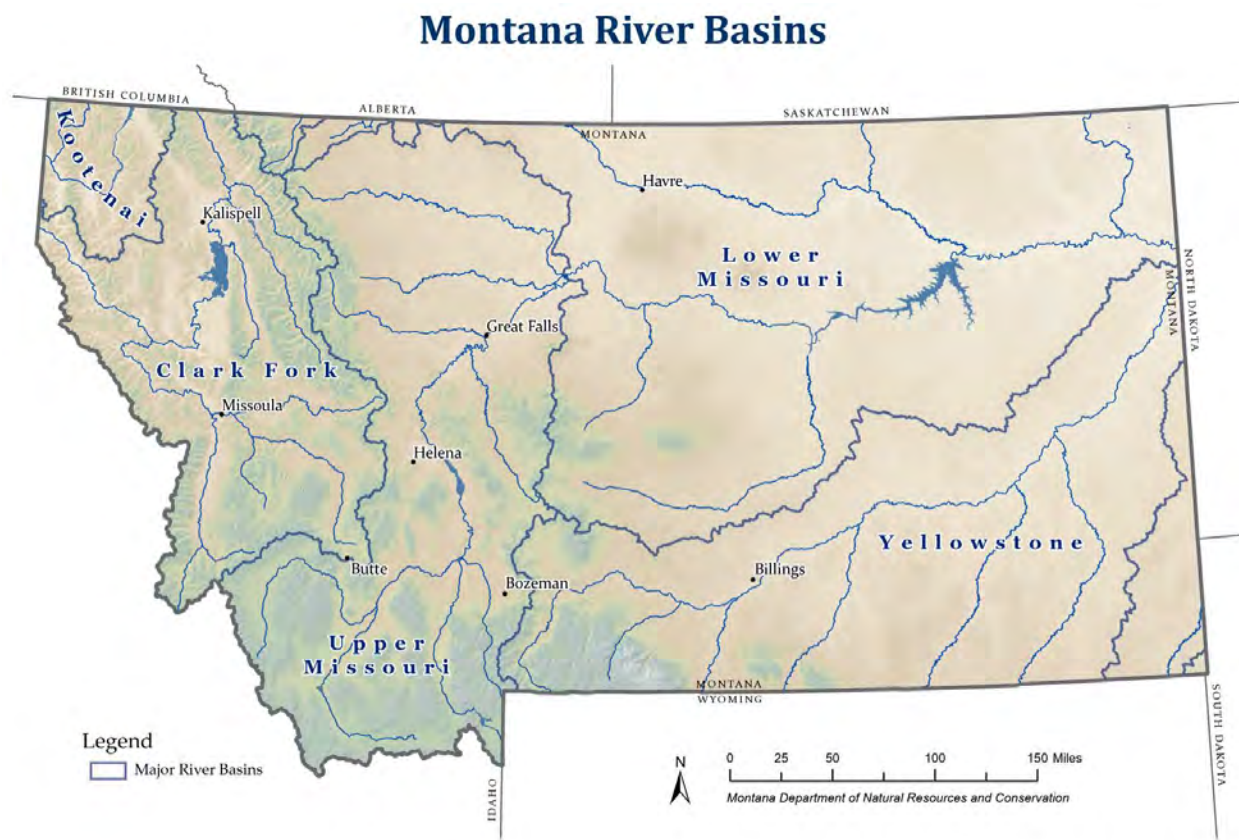 Montana River Basins
BRITISH COLUMBIA
ALBERTA
SASKATCHEWAN
MONTANA
Kootenai
Havre
Kalispell
Lower
Missouri
NORTH DAKOTA
MONTANA
Great Falls
Clark Fork
Missoula
Helena
Yellowstone
Butte
Billings
Bozeman
Upper
Missouri
MONTANA
WYOMING
SOUTH DAKOTA
IDAHO
Legend
Major River Basins
N
0 25 50 100 150 Miles
Montana Department of Natural Resources and Conservation